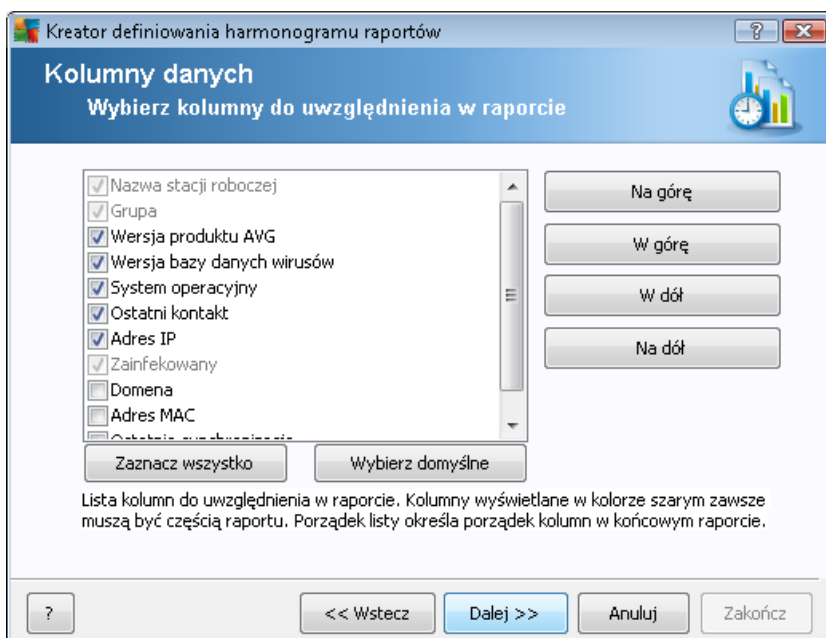 Kreator definiowania harmonogramu raportów
Kolumny danych
Wybierz kolumny do uwzględnienia w raporcie
Nazwa stacji roboczej
Grupa
Wersja produktu AVG
Wersja bazy danych wirusów
System operacyjny
Ostatni kontakt
Adres IP
Zainfekowany
Domena
Adres MAC
Na górę
W górę
W dół
Na dół
Zaznacz wszystko
Wybierz domyślne
Lista kolumn do uwzględnienia w raporcie. Kolumny wyświetlane w kolorze szarym zawsze
muszą być częścią raportu. Porządek listy określa porządek kolumn w końcowym raporcie.
?
<< Wstecz
Dalej >>
Anuluj
Zakończ